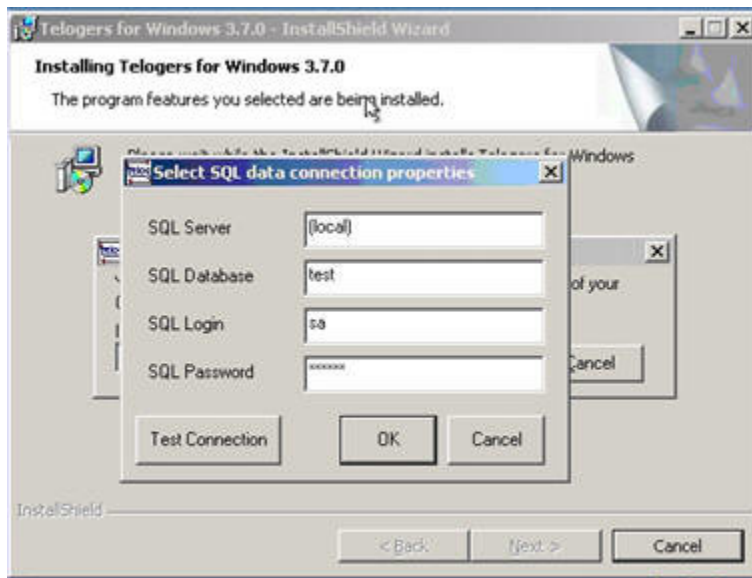 Telogers for Windows 3.7.0 - InstallShield Wizard
Installing Telogers for Windows 3.7.0
The program features you selected are being installed.
Windows
Select SQL data connection properties
SQL Server
(local)
of your
SQL Database
test
SQL Login
sa
SQL Password
××××××
Cancel
Test Connection
OK
Cancel
InstallShield
< Back
Next >
Cancel